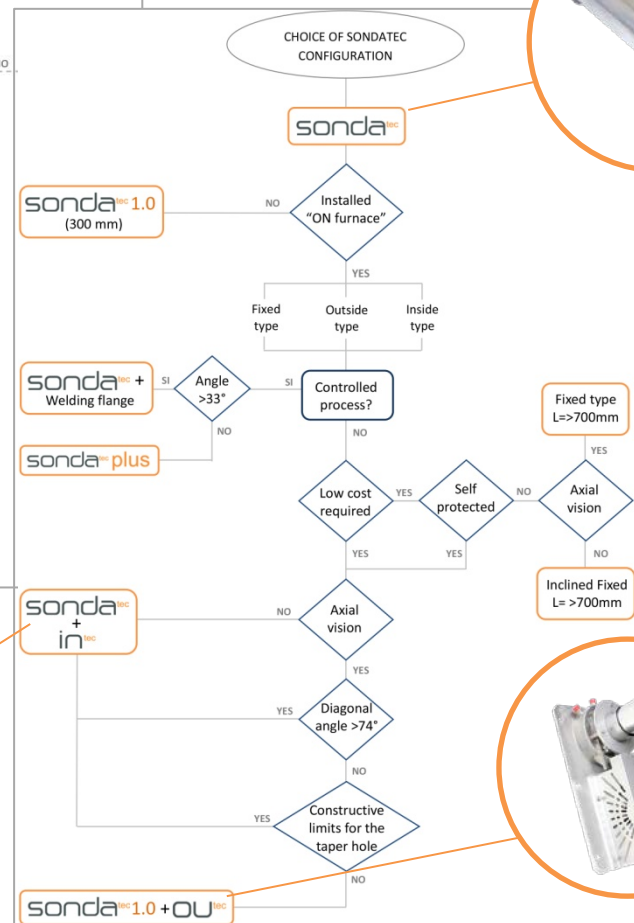 CHOICE OF SONDATEC
CONFIGURATION
sonda tec
sonda tec 1.0
(300 mm)
NO
Installed
"ON furnace"
YES
Fixed
type
Outside
type
Inside
type
sonda tec +
Welding flange
SI
Angle
>33°
SI
Controlled
process?
NO
NO
sonda tec plus
Fixed type
L=>700mm
YES
Low cost
required
YES
Self
protected
NO
Axial
vision
YES
YES
NO
Inclined Fixed
L= >700mm
sonda tec
+
in tec
NO
Axial
vision
YES
YES
Diagonal
angle >74°
NO
YES
Constructive
limits for the
taper hole
NO
sonda tec 1.0 + OU tec